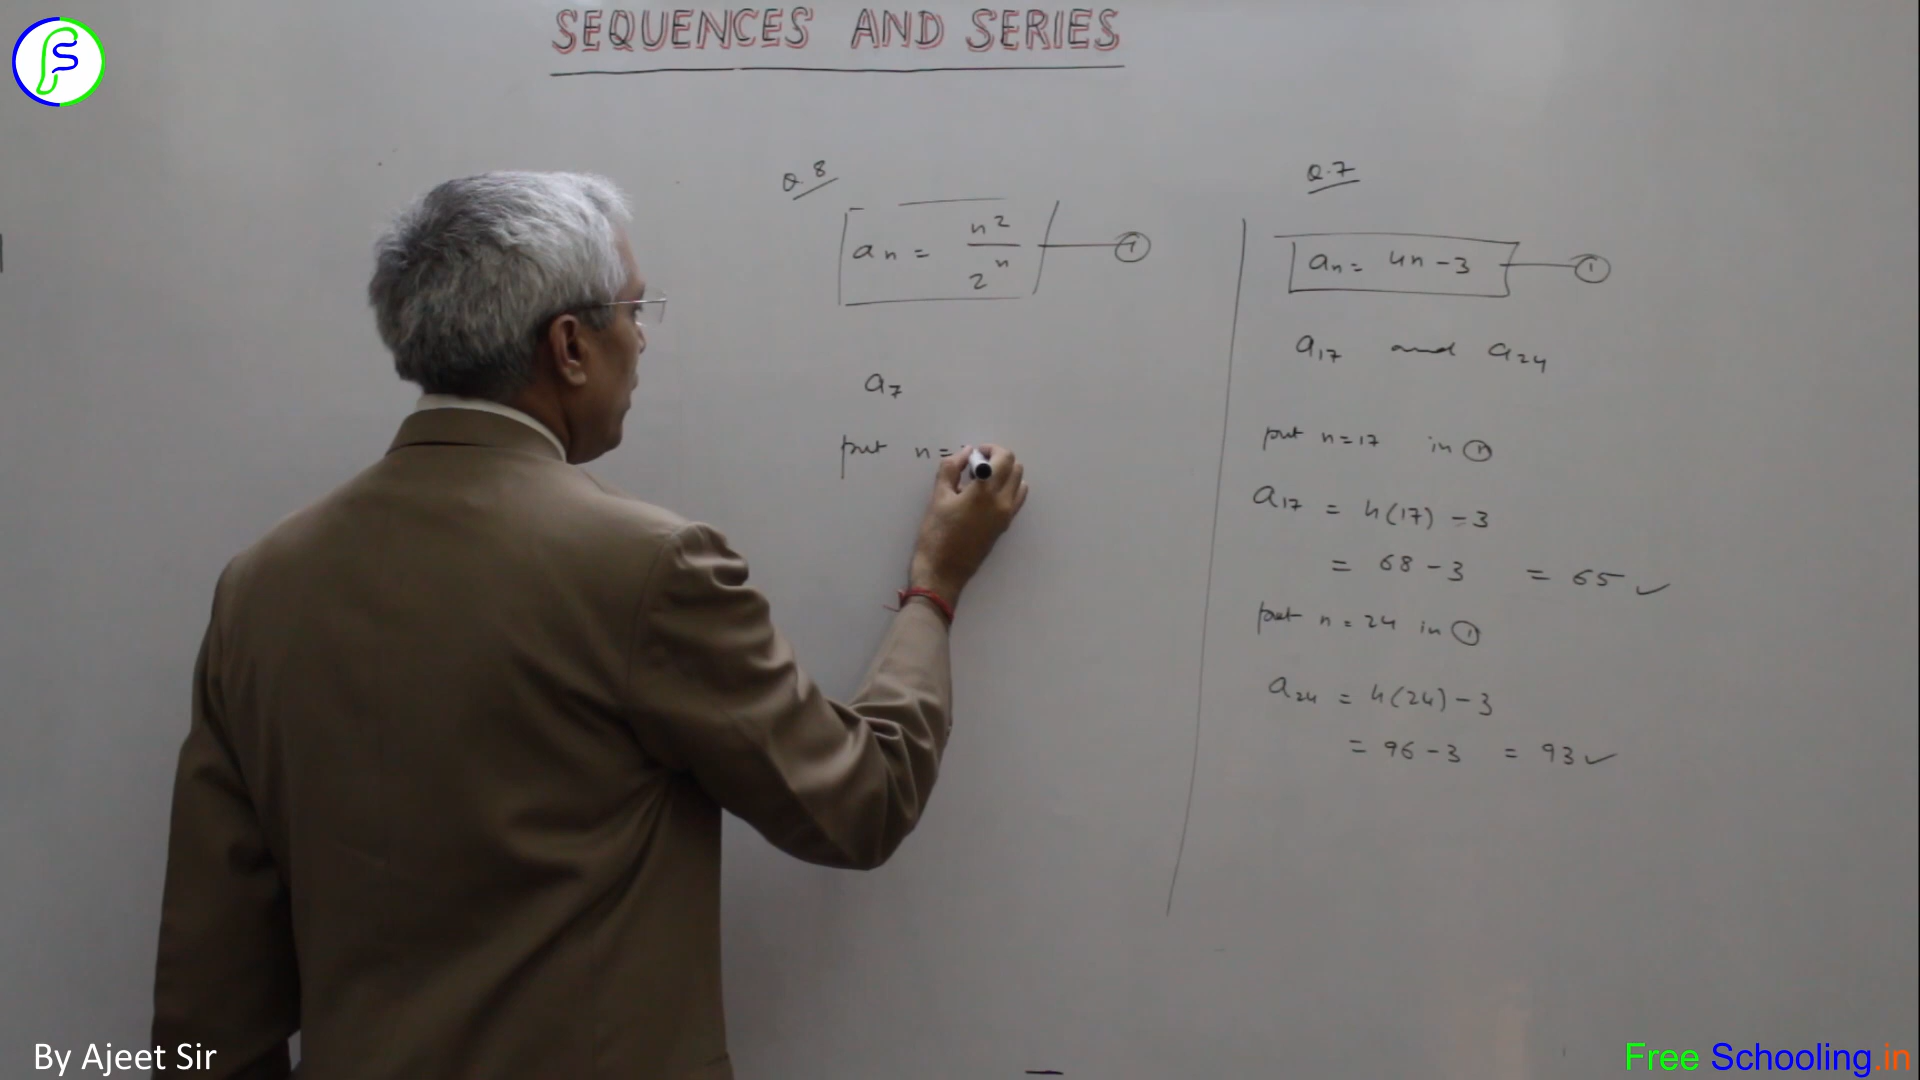 SEQUENCES AND SERIES
Q.8
aₙ = n²/2ⁿ ①
a₇
put n=
Q.7
aₙ = 4n-3 ①
a₁₇ and a₂₄
put n=17 in ①
a₁₇ = 4(17) -3
= 68-3 = 65 ✓
put n=24 in ①
a₂₄ = 4(24)-3
= 96-3 = 93 ✓
By Ajeet Sir
Free Schooling.in